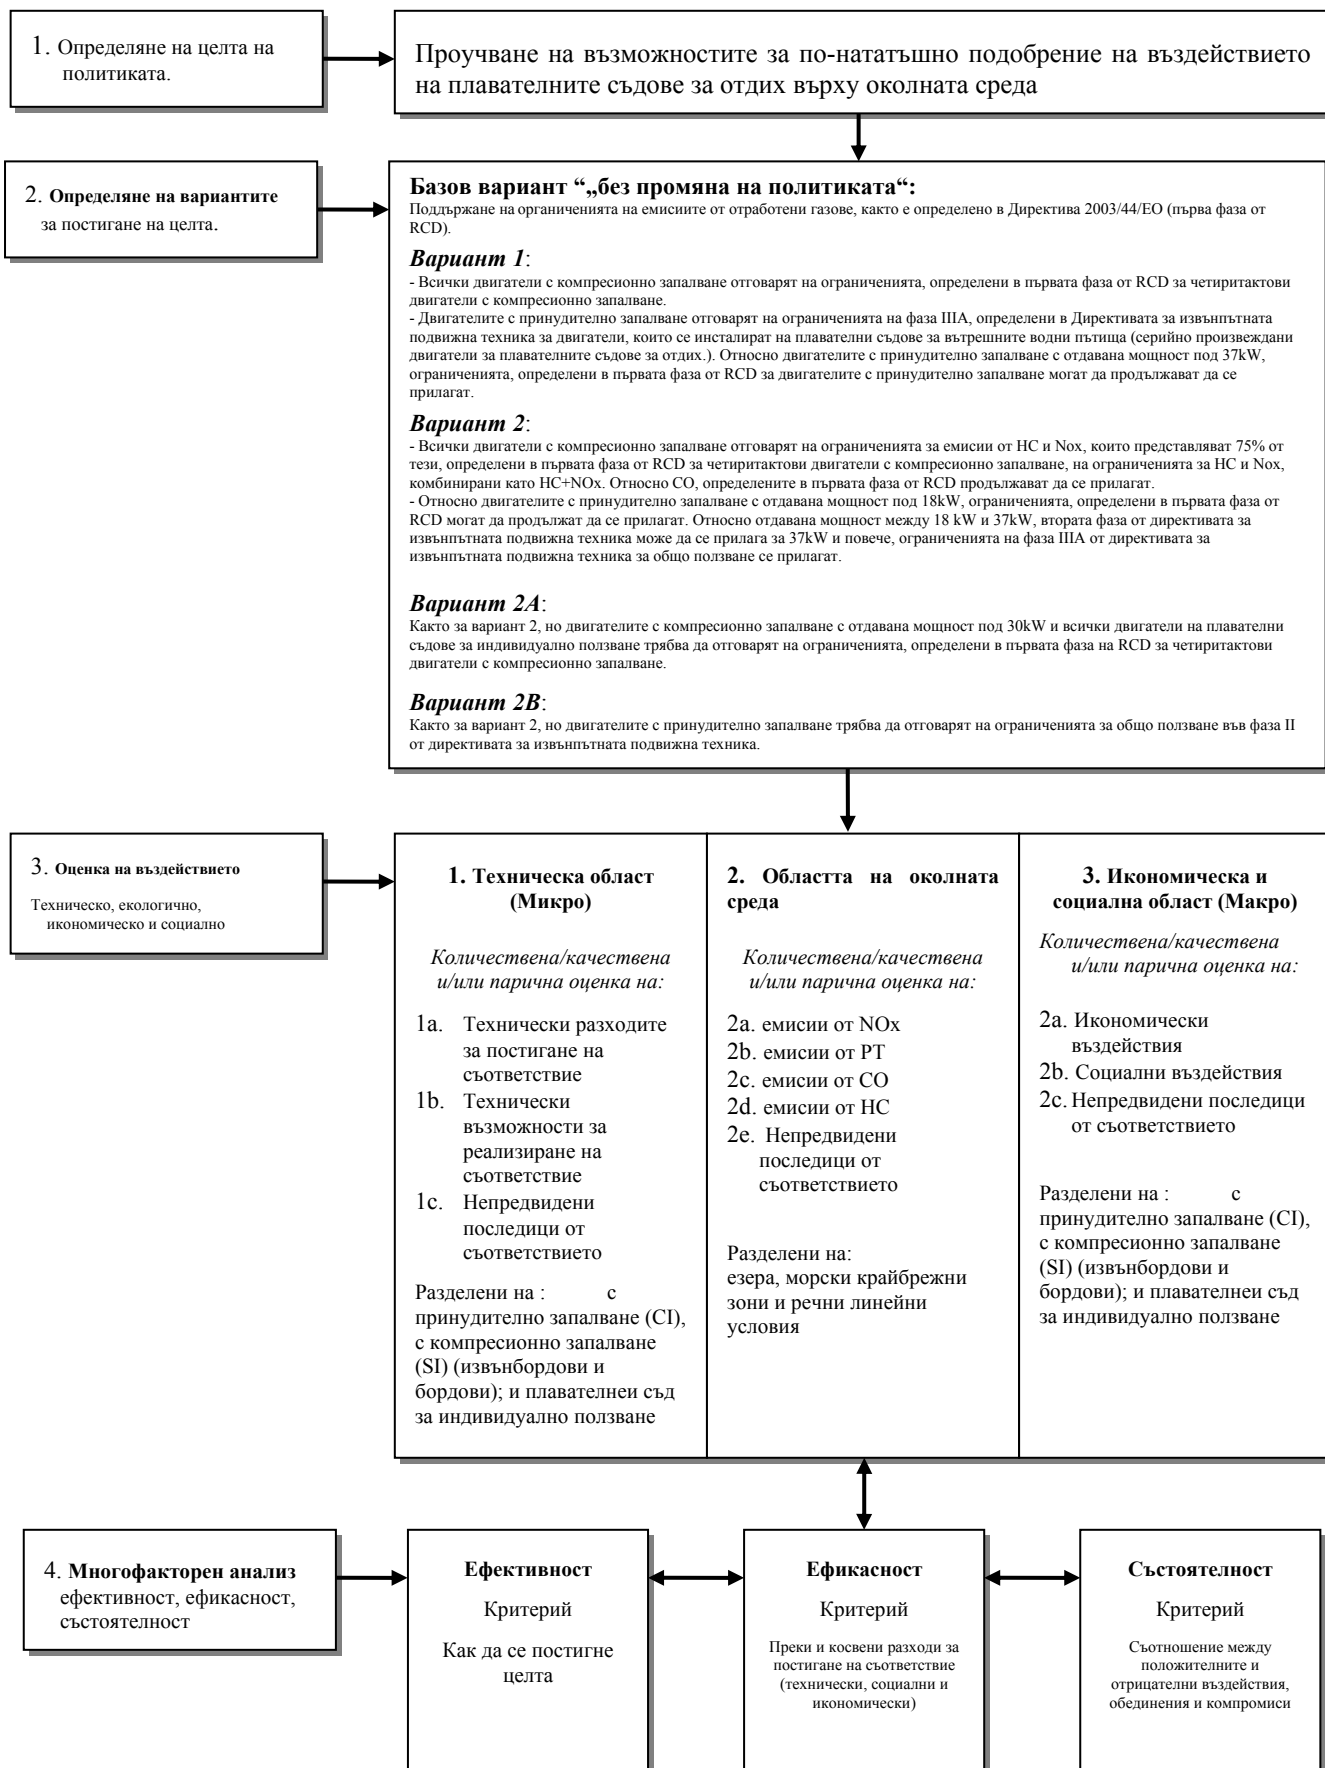 1. Определяне на целта на
политиката.
Проучване на възможностите за по-нататъшно подобрение на въздействието
на плавателните съдове за отдих върху околната среда
2. Определяне на вариантите
за постигане на целта.
Базов вариант “„без промяна на политиката“:
Поддържане на органиченията на емисиите от отработени газове, както е определено в Директива 2003/44/ЕО (първа фаза от
RCD).
Вариант 1:
- Всички двигатели с компресионно запалване отговарят на ограниченията, определени в първата фаза от RCD за четиритактови
двигатели с компресионно запалване.
- Двигателите с принудително запалване отговарят на ограниченията на фаза IIIA, определени в Директивата за извънпътната
подвижна техника за двигатели, които се инсталират на плавателни съдове за вътрешните водни пътища (серийно произвеждани
двигатели за плавателните съдове за отдих.). Относно двигателите с принудително запалване с отдавана мощност под 37kW,
ограниченията, определени в първата фаза от RCD за двигателите с принудително запалване могат да продължават да се
прилагат.
Вариант 2:
- Всички двигатели с компресионно запалване отговарят на ограниченията за емисии от HC и Nox, които представляват 75% от
тези, определени в първата фаза от RCD за четиритактови двигатели с компресионно запалване, на ограниченията за HC и Nox,
комбинирани като HC+NOx. Относно CO, определените в първата фаза от RCD продължават да се прилагат.
- Относно двигателите с принудително запалване с отдавана мощност под 18kW, ограниченията, определени в първата фаза от
RCD могат да продължат да се прилагат. Относно отдавана мощност между 18 kW и 37kW, втората фаза от директивата за
извънпътната подвижна техника може да се прилага за 37kW и повече, ограниченията на фаза IIIA от директивата за
извънпътната подвижна техника за общо ползване се прилагат.
Вариант 2A:
Както за вариант 2, но двигателите с компресионно запалване с отдавана мощност под 30kW и всички двигатели на плавателни
съдове за индивидуално ползване трябва да отговарят на ограниченията, определени в първата фаза на RCD за четиритактови
двигатели с компресионно запалване.
Вариант 2B:
Както за вариант 2, но двигателите с принудително запалване трябва да отговарят на ограниченията за общо ползване във фаза II
от директивата за извънпътната подвижна техника.
3. Оценка на въздействието
Техническо, екологично,
икономическо и социално
1. Техническа област
(Микро)
Количествена/качествена
и/или парична оценка на:
1a. Технически разходите
за постигане на
съответствие
1b. Технически
възможности за
реализиране на
съответствие
1c. Непредвидени
последици от
съответствието
Разделени на : с
принудително запалване (CI),
с компресионно запалване
(SI) (извънбордови и
бордови); и плавателнеи съд
за индивидуално ползване
2. Областта на околната
среда
Количествена/качествена
и/или парична оценка на:
2a. емисии от NOx
2b. емисии от PT
2c. емисии от CO
2d. емисии от HC
2e. Непредвидени
последици от
съответствието
Разделени на:
езера, морски крайбрежни
зони и речни линейни
условия
3. Икономическа и
социална област (Макро)
Количествена/качествена
и/или парична оценка на:
2a. Икономически
въздействия
2b. Социални въздействия
2c. Непредвидени последици
от съответствието
Разделени на : с
принудително запалване (CI),
с компресионно запалване
(SI) (извънбордови и
бордови); и плавателнеи съд
за индивидуално ползване
4. Многофакторен анализ
ефективност, ефикасност,
състоятелност
Ефективност
Критерий
Как да се постигне
целта
Ефикасност
Критерий
Преки и косвени разходи за
постигане на съответствие
(технически, социални и
икономически)
Състоятелност
Критерий
Съотношение между
положителните и
отрицателни въздействия,
обединения и компромиси